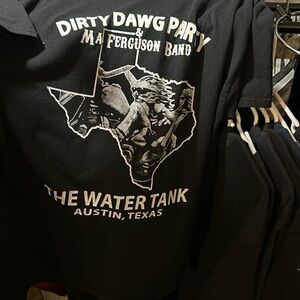 DIRTY DAWG PARTY
&
MA FERGUSON BAND
THE WATER TANK
AUSTIN, TEXAS